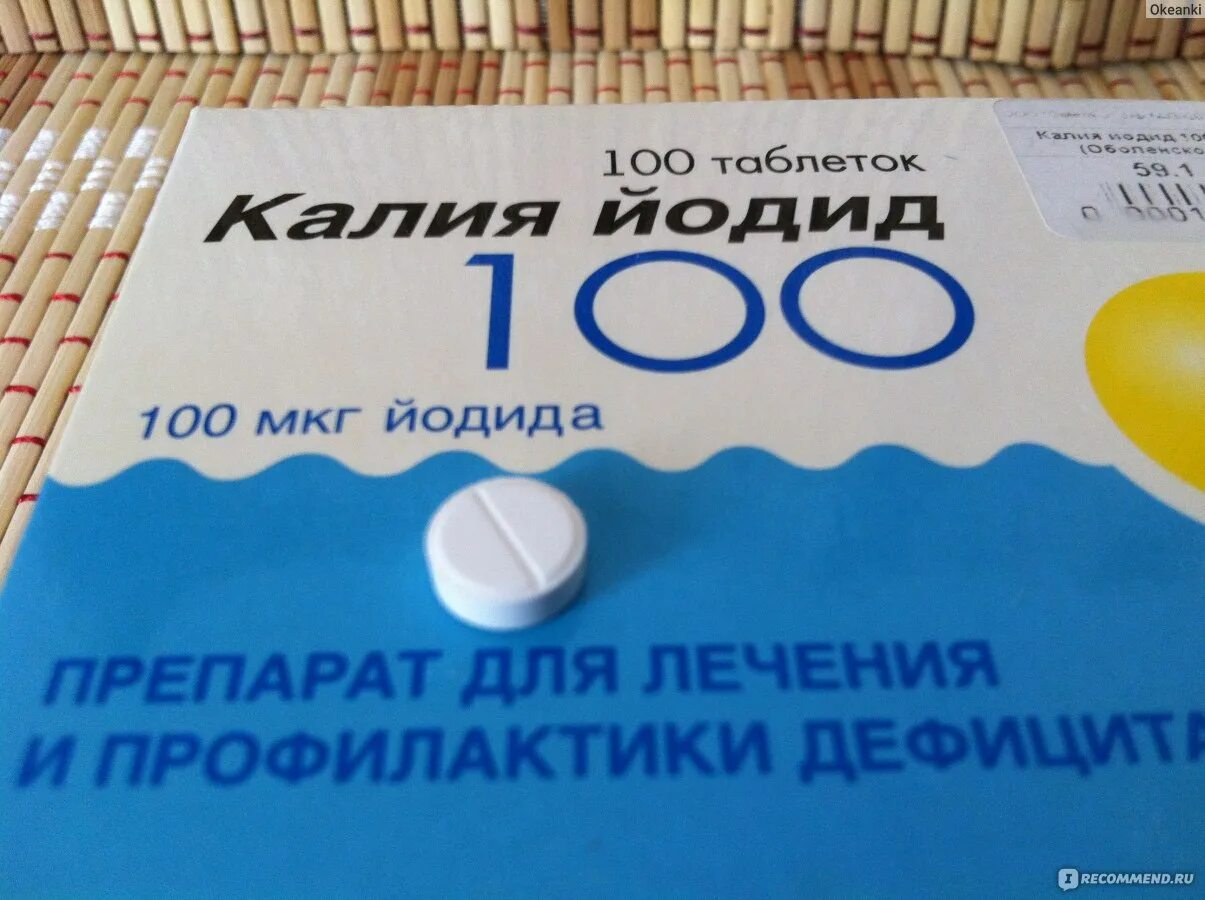 Okeanki
100 таблеток
Калия йодид
100
100 мкг йодида
Калия йодид
59.1
ПРЕПАРАТ ДЛЯ ЛЕЧЕНИЯ
И ПРОФИЛАКТИКИ ДЕФИЦИТА
I RECOMMEND.RU